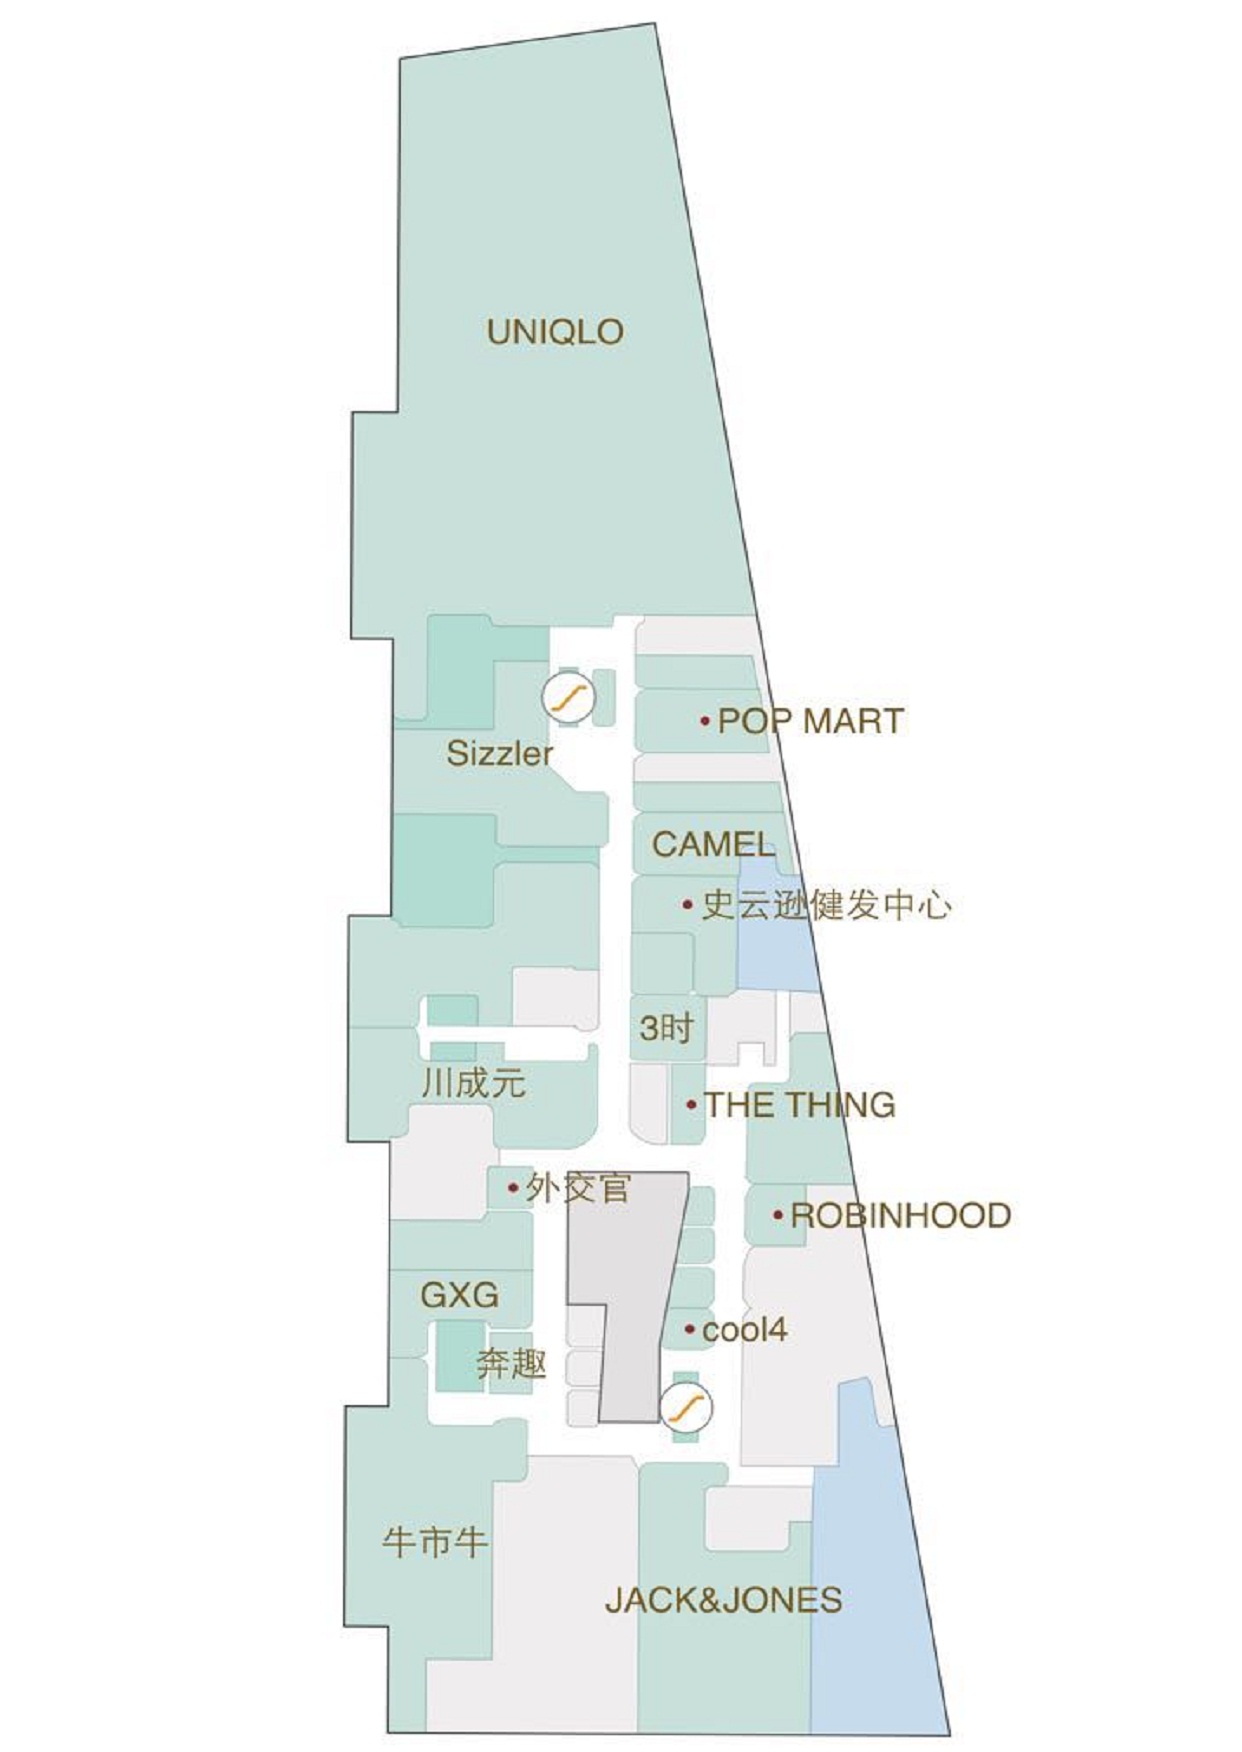 UNIQLO
POP MART
Sizzler
CAMEL
史云逊健发中心
3时
川成元
THE THING
外交官
ROBINHOOD
GXG
cool4
奔趣
牛市牛
JACK&JONES